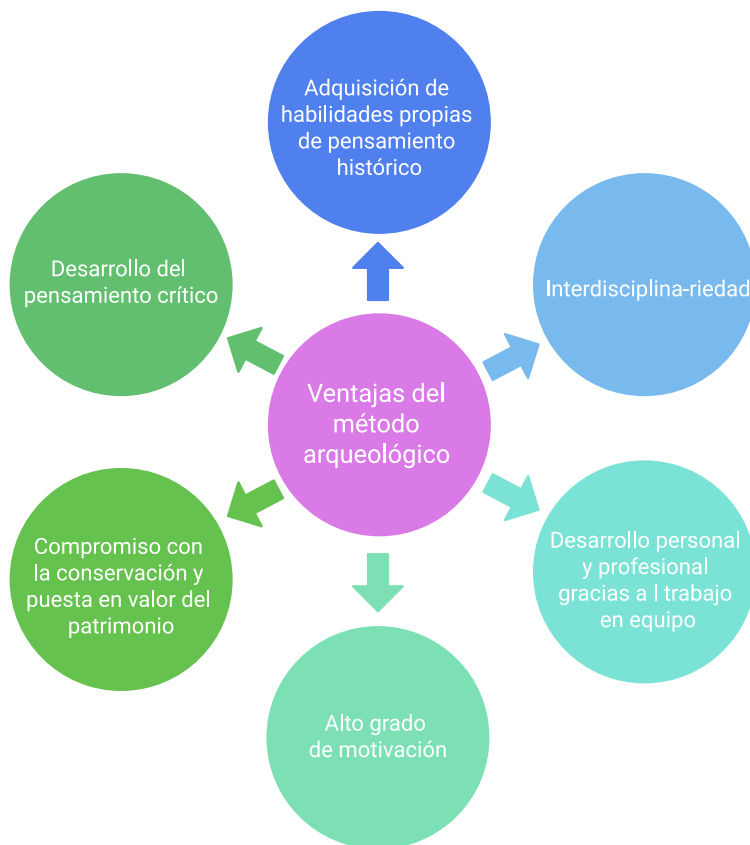 Adquisición de
habilidades propias
de pensamiento
histórico
Desarrollo del
pensamiento crítico
Interdisciplina-riedad
Ventajas del
método
arqueológico
Compromiso con
la conservación y
puesta en valor del
patrimonio
Desarrollo personal
y profesional
gracias a l trabajo
en equipo
Alto grado
de motivación